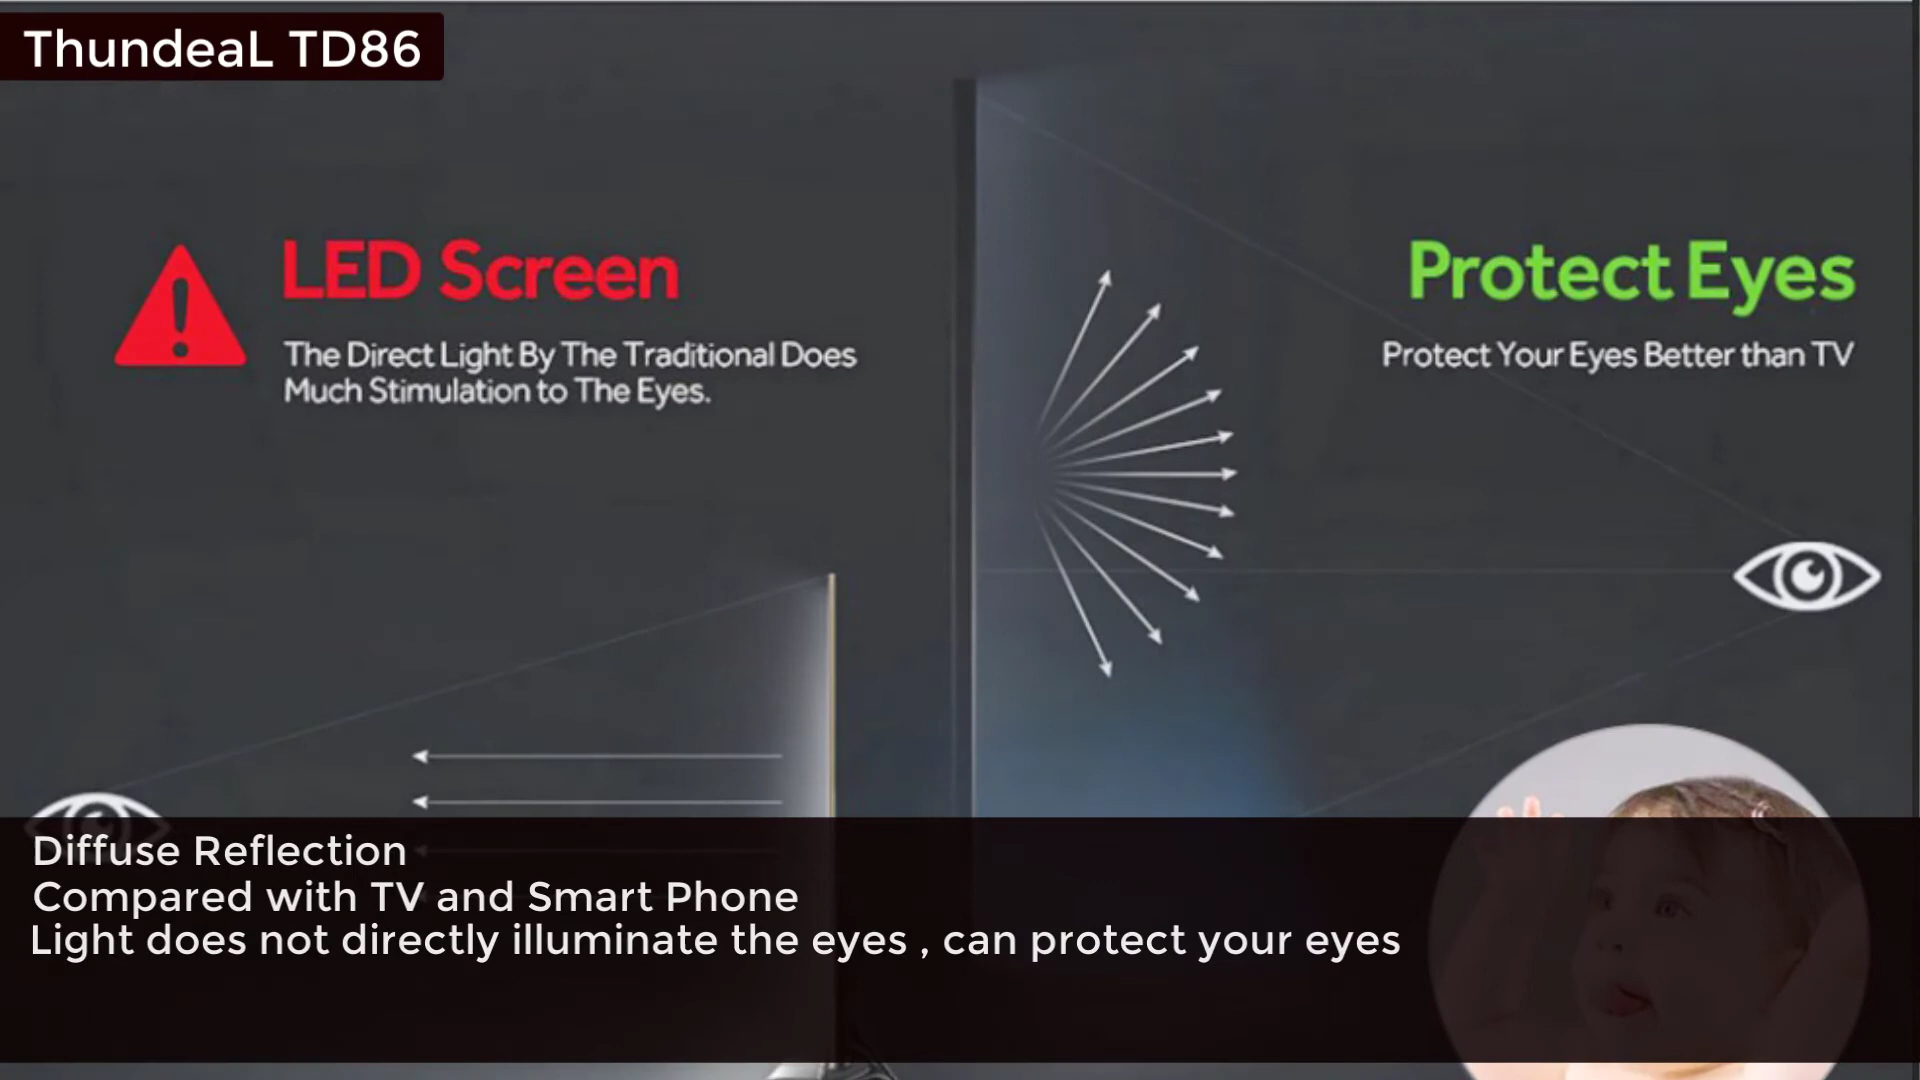 ThundeaL TD86
LED Screen
The Direct Light By The Traditional Does
Much Stimulation to The Eyes.
Protect Eyes
Protect Your Eyes Better than TV
Diffuse Reflection
Compared with TV and Smart Phone
Light does not directly illuminate the eyes , can protect your eyes